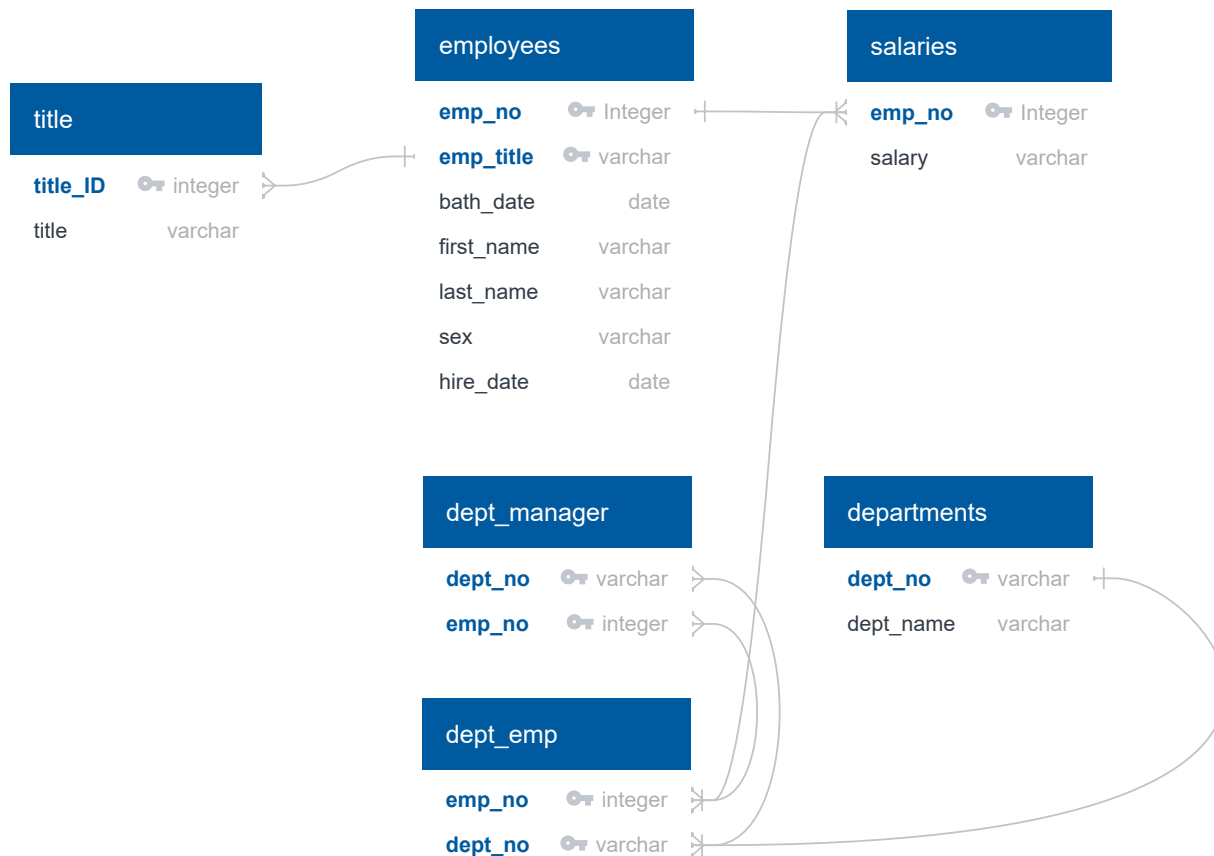 title
title_ID integer
title varchar
employees
emp_no Integer
emp_title varchar
bath_date date
first_name varchar
last_name varchar
sex varchar
hire_date date
salaries
emp_no Integer
salary varchar
dept_manager
dept_no varchar
emp_no integer
departments
dept_no varchar
dept_name varchar
dept_emp
emp_no integer
dept_no varchar